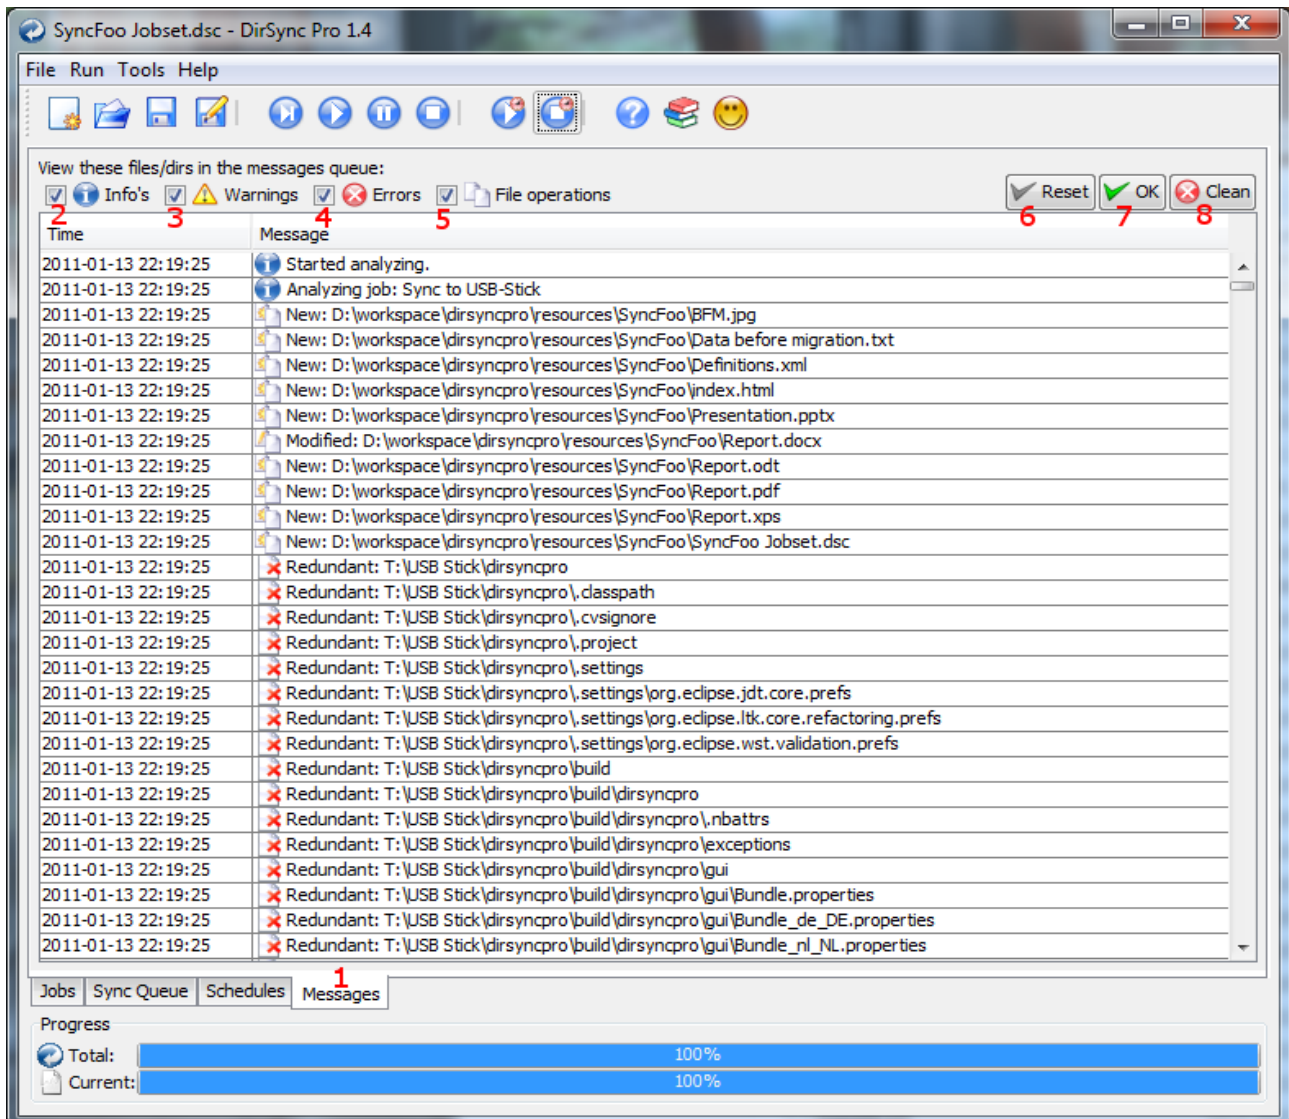 SyncFoo Jobset.dsc - DirSync Pro 1.4
File Run Tools Help
View these files/dirs in the messages queue:
Info's Warnings Errors File operations Reset OK Clean
2 3 4 5 6 7 8
Time Message
2011-01-13 22:19:25 Started analyzing.
2011-01-13 22:19:25 Analyzing job: Sync to USB-Stick
2011-01-13 22:19:25 New: D:\workspace\dirsyncpro\resources\SyncFoo\BFM.jpg
2011-01-13 22:19:25 New: D:\workspace\dirsyncpro\resources\SyncFoo\Data before migration.txt
2011-01-13 22:19:25 New: D:\workspace\dirsyncpro\resources\SyncFoo\Definitions.xml
2011-01-13 22:19:25 New: D:\workspace\dirsyncpro\resources\SyncFoo\index.html
2011-01-13 22:19:25 New: D:\workspace\dirsyncpro\resources\SyncFoo\Presentation.pptx
2011-01-13 22:19:25 Modified: D:\workspace\dirsyncpro\resources\SyncFoo\Report.docx
2011-01-13 22:19:25 New: D:\workspace\dirsyncpro\resources\SyncFoo\Report.odt
2011-01-13 22:19:25 New: D:\workspace\dirsyncpro\resources\SyncFoo\Report.pdf
2011-01-13 22:19:25 New: D:\workspace\dirsyncpro\resources\SyncFoo\Report.xps
2011-01-13 22:19:25 New: D:\workspace\dirsyncpro\resources\SyncFoo\SyncFoo Jobset.dsc
2011-01-13 22:19:25 Redundant: T:\USB Stick\dirsyncpro
2011-01-13 22:19:25 Redundant: T:\USB Stick\dirsyncpro\.classpath
2011-01-13 22:19:25 Redundant: T:\USB Stick\dirsyncpro\.cvsignore
2011-01-13 22:19:25 Redundant: T:\USB Stick\dirsyncpro\.project
2011-01-13 22:19:25 Redundant: T:\USB Stick\dirsyncpro\.settings
2011-01-13 22:19:25 Redundant: T:\USB Stick\dirsyncpro\.settings\org.eclipse.jdt.core.prefs
2011-01-13 22:19:25 Redundant: T:\USB Stick\dirsyncpro\.settings\org.eclipse.ltk.core.refactoring.prefs
2011-01-13 22:19:25 Redundant: T:\USB Stick\dirsyncpro\.settings\org.eclipse.wst.validation.prefs
2011-01-13 22:19:25 Redundant: T:\USB Stick\dirsyncpro\build
2011-01-13 22:19:25 Redundant: T:\USB Stick\dirsyncpro\build\dirsyncpro
2011-01-13 22:19:25 Redundant: T:\USB Stick\dirsyncpro\build\dirsyncpro\.nbattrs
2011-01-13 22:19:25 Redundant: T:\USB Stick\dirsyncpro\build\dirsyncpro\exceptions
2011-01-13 22:19:25 Redundant: T:\USB Stick\dirsyncpro\build\dirsyncpro\gui
2011-01-13 22:19:25 Redundant: T:\USB Stick\dirsyncpro\build\dirsyncpro\gui\Bundle.properties
2011-01-13 22:19:25 Redundant: T:\USB Stick\dirsyncpro\build\dirsyncpro\gui\Bundle_de_DE.properties
2011-01-13 22:19:25 Redundant: T:\USB Stick\dirsyncpro\build\dirsyncpro\gui\Bundle_nl_NL.properties
1
Jobs Sync Queue Schedules Messages
Progress
Total: 100%
Current: 100%